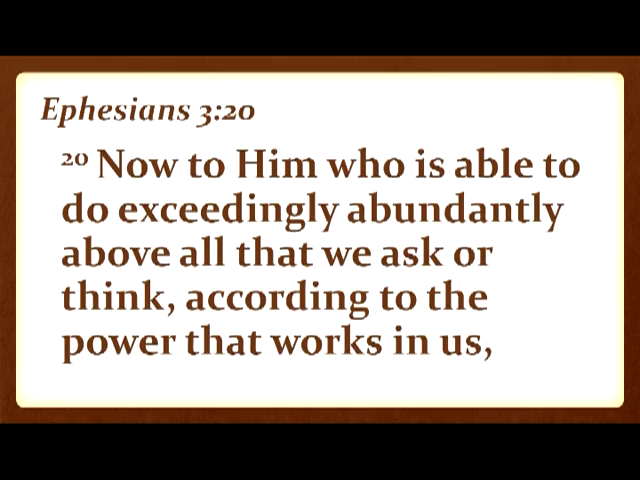 Ephesians 3:20
20 Now to Him who is able to
do exceedingly abundantly
above all that we ask or
think, according to the
power that works in us,